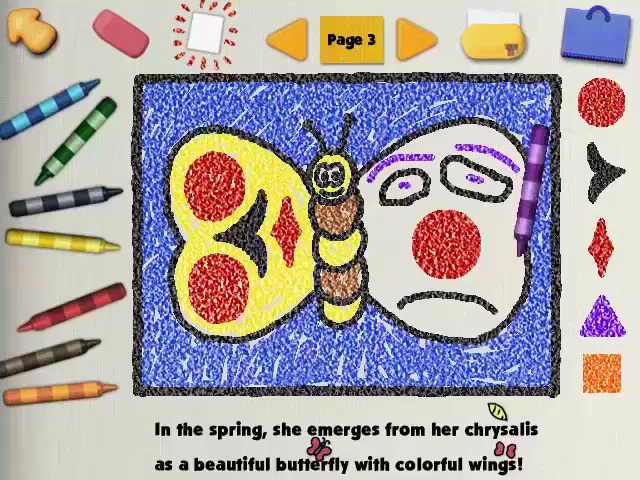 Page 3
In the spring, she emerges from her chrysalis
as a beautiful butterfly with colorful wings!